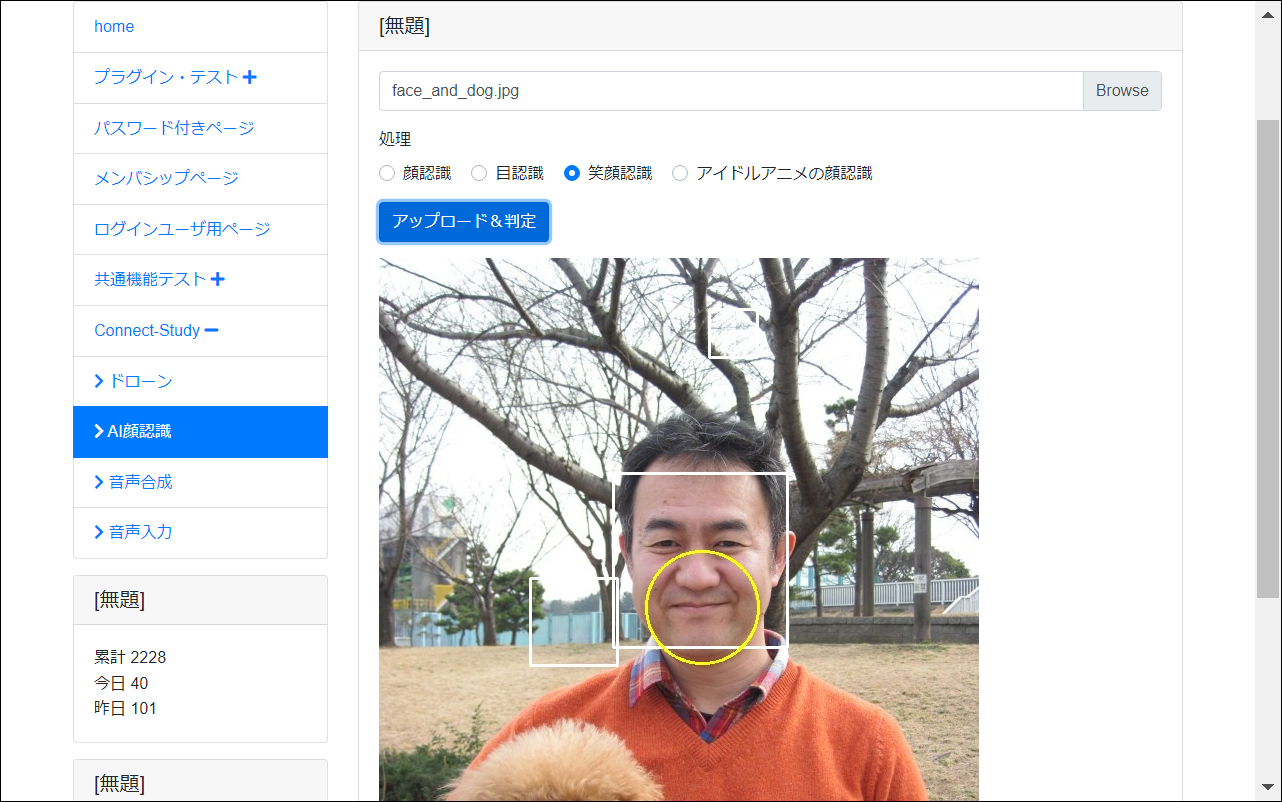 home
プラグイン・テスト
パスワード付きページ
メンバシップページ
ログインユーザ用ページ
共通機能テスト
Connect-Study
ドローン
AI顔認識
音声合成
音声入力
[無題]
累計 2228
今日 40
昨日 101
[無題]
[無題]
face_and_dog.jpg
Browse
処理
顔認識 目認識 笑顔認識 アイドルアニメの顔認識
アップロード＆判定